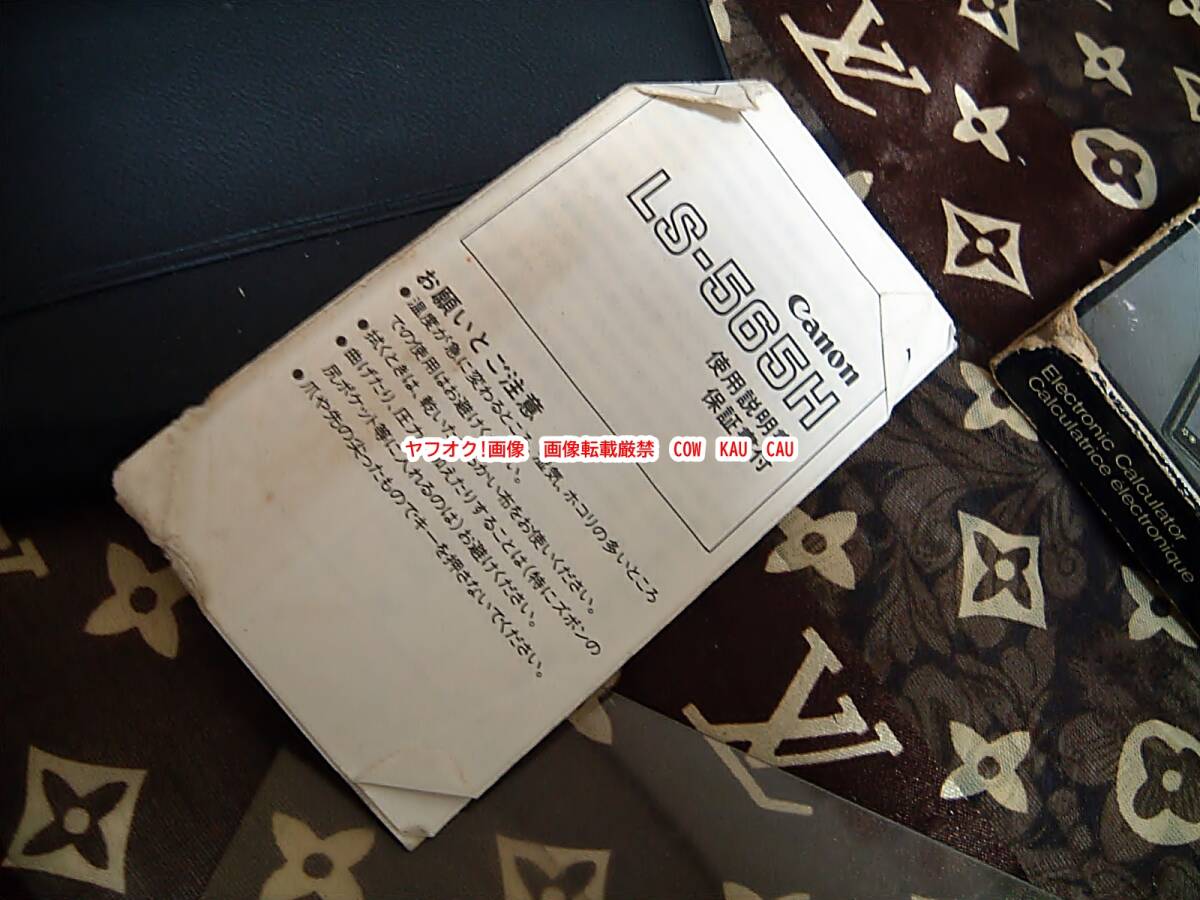 Canon
LS-565H
使用説明書
保証書付
お願いとご注意
●温度が急に変わるところ、湿気、ホコリの多いところ
での使用はお避けください。
●拭くときは、乾いたやわらかい布をお使いください。
●曲げたり、圧力を加えたりすることは(特にズボンの
尻ポケット等に入れるのは)お避けください。
●爪や先の尖ったものでキーを押さないでください。
ヤフオク!画像 画像転載厳禁 COW KAU CAU
Electronic Calculator
Calculatrice électronique